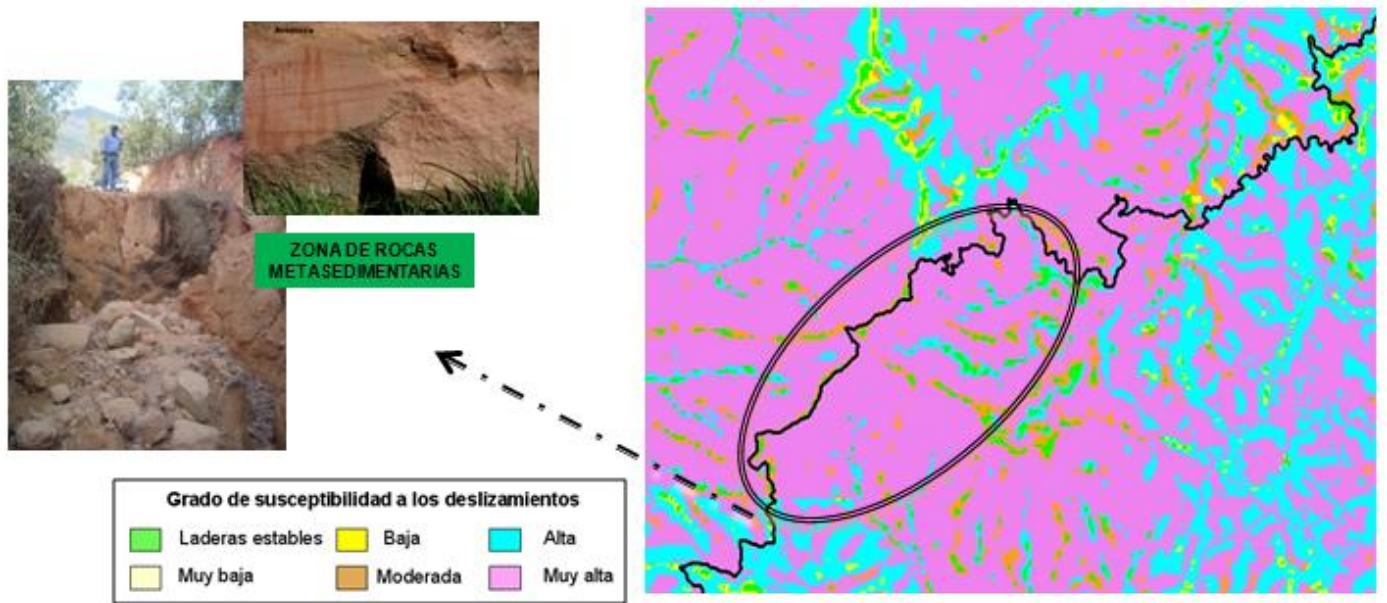 ZONA DE ROCAS
METASEDIMENTARIAS
Grado de susceptibilidad a los deslizamientos
Laderas estables
Baja
Alta
Muy baja
Moderada
Muy alta